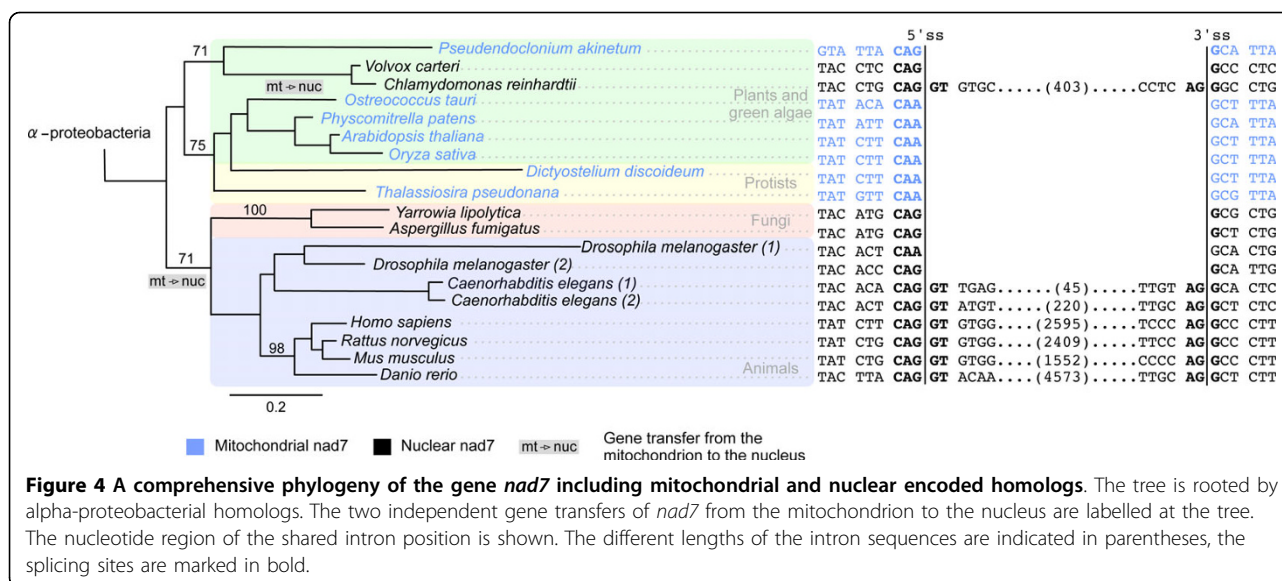 5'ss 3'ss
71 Pseudendoclonium akinetum GTA TTA CAG GCA TTA
Volvox carteri TAC CTC CAG GCC CTC
mt -> nuc Chlamydomonas reinhardtii TAC CTG CAG GT GTGC.....(403).....CCTC AG GGC CTG
Ostreococcus tauri Plants and green algae TAT ACA CAA GCT TTA
α-proteobacteria Physcomitrella patens TAT ATT CAA GCA TTA
75 Arabidopsis thaliana TAT CTT CAA GCT TTA
Oryza sativa TAT CTT CAA GCT TTA
Dictyostelium discoideum TAT CTT CAA GCT TTA
Thalassiosira pseudonana Protists TAT GTT CAA GCG TTA
100 Yarrowia lipolytica TAC ATG CAG GCG CTG
Aspergillus fumigatus Fungi TAC ATG CAG GCT CTG
71 Drosophila melanogaster (1) TAC ACT CAA GCA CTG
mt -> nuc Drosophila melanogaster (2) TAC ACC CAG GCA TTG
Caenorhabditis elegans (1) TAC ACA CAG GT TGAG......(45)......TTGT AG GCA CTC
Caenorhabditis elegans (2) TAC ACT CAG GT ATGT.....(220).....TTGC AG GCT CTC
Homo sapiens TAT CTT CAG GT GTGG....(2595).....TCCC AG GCC CTT
98 Rattus norvegicus TAT CTG CAG GT GTGG....(2409).....TTCC AG GCC CTT
Mus musculus TAT CTG CAG GT GTGG....(1552).....CCCC AG GCC CTT
Danio rerio Animals TAC TTA CAG GT ACAA....(4573).....TTGC AG GCT CTT
0.2
Mitochondrial nad7 Nuclear nad7 mt -> nuc Gene transfer from the
mitochondrion to the nucleus
Figure 4 A comprehensive phylogeny of the gene nad7 including mitochondrial and nuclear encoded homologs. The tree is rooted by
alpha-proteobacterial homologs. The two independent gene transfers of nad7 from the mitochondrion to the nucleus are labelled at the tree.
The nucleotide region of the shared intron position is shown. The different lengths of the intron sequences are indicated in parentheses, the
splicing sites are marked in bold.